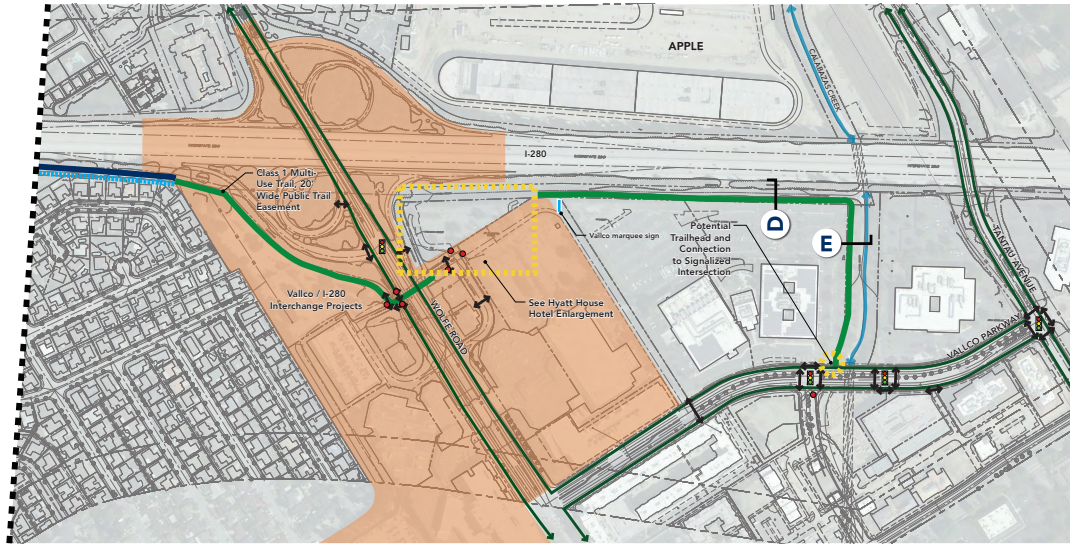 APPLE
CALABAZAS CREEK
I-280
Class 1 Multi-
Use Trail, 20'
Wide Public Trail
Easement
D
E
Potential
Trailhead and
Connection
to Signalized
Intersection
Vallco marquee sign
TANTAU AVENUE
Vallco / I-280
Interchange Projects
See Hyatt House
Hotel Enlargement
WOLFE ROAD
VALLCO PARKWAY